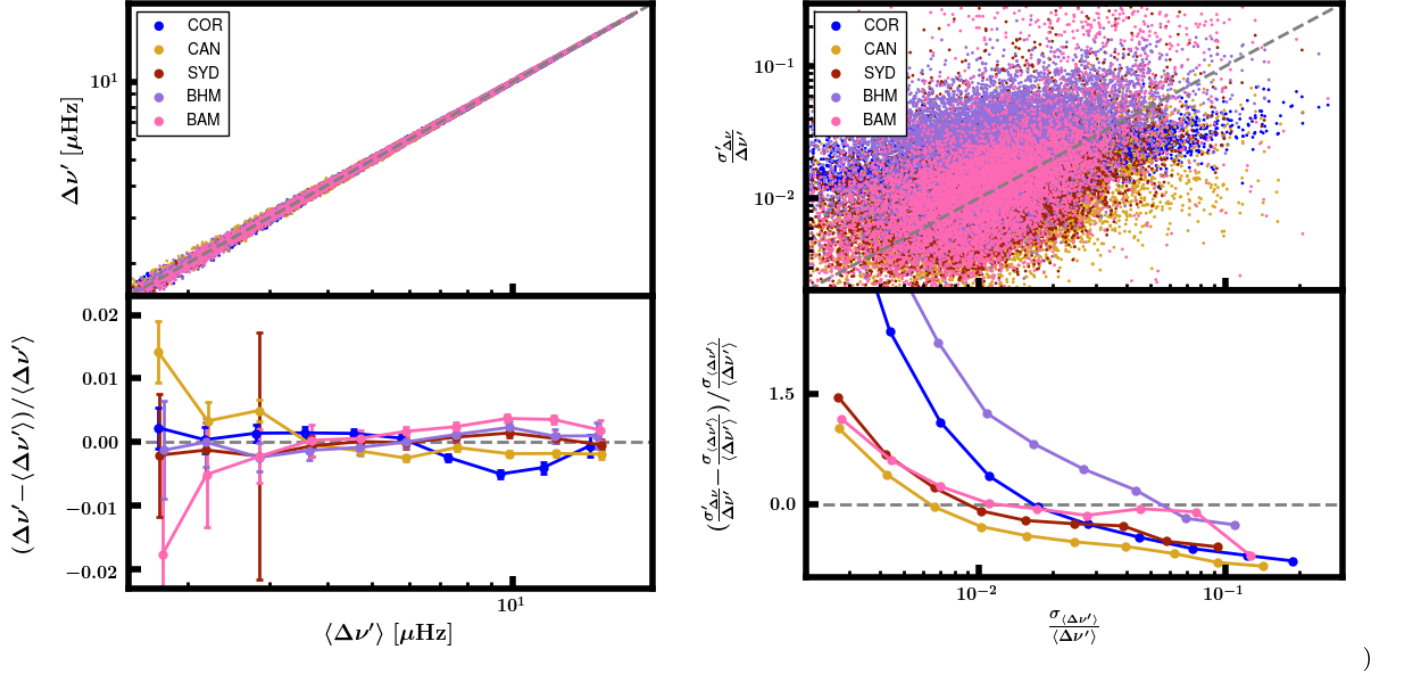 COR
CAN
SYD
BHM
BAM
10¹
Δν′ [μHz]
COR
CAN
SYD
BHM
BAM
10⁻¹
10⁻²
σ′Δν / Δν′
0.02
0.01
0.00
−0.01
−0.02
(Δν′−⟨Δν′⟩)/⟨Δν′⟩
10¹
⟨Δν′⟩ [μHz]
1.5
0.0
(σ′Δν/Δν′ − σ⟨Δν′⟩/⟨Δν′⟩)/σ⟨Δν′⟩/⟨Δν′⟩
10⁻²
10⁻¹
σ⟨Δν′⟩ / ⟨Δν′⟩
)